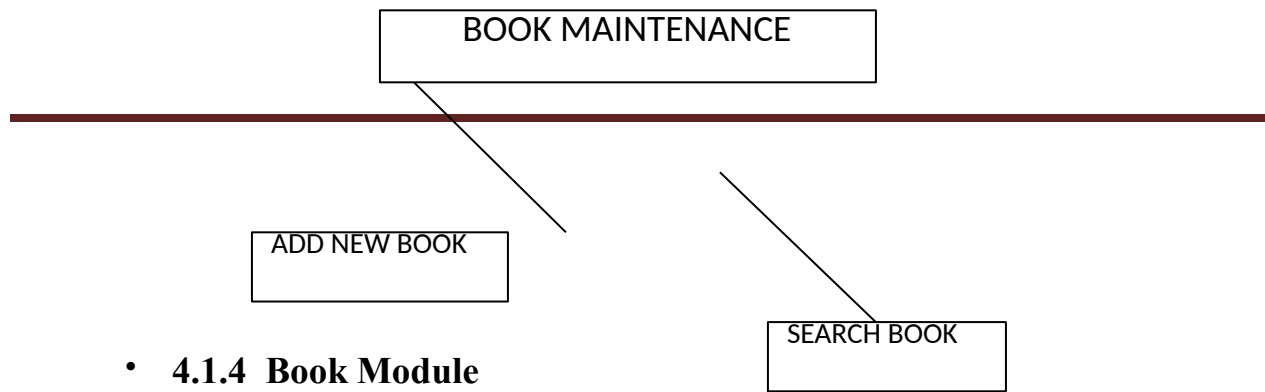 BOOK MAINTENANCE
ADD NEW BOOK
SEARCH BOOK
• 4.1.4 Book Module